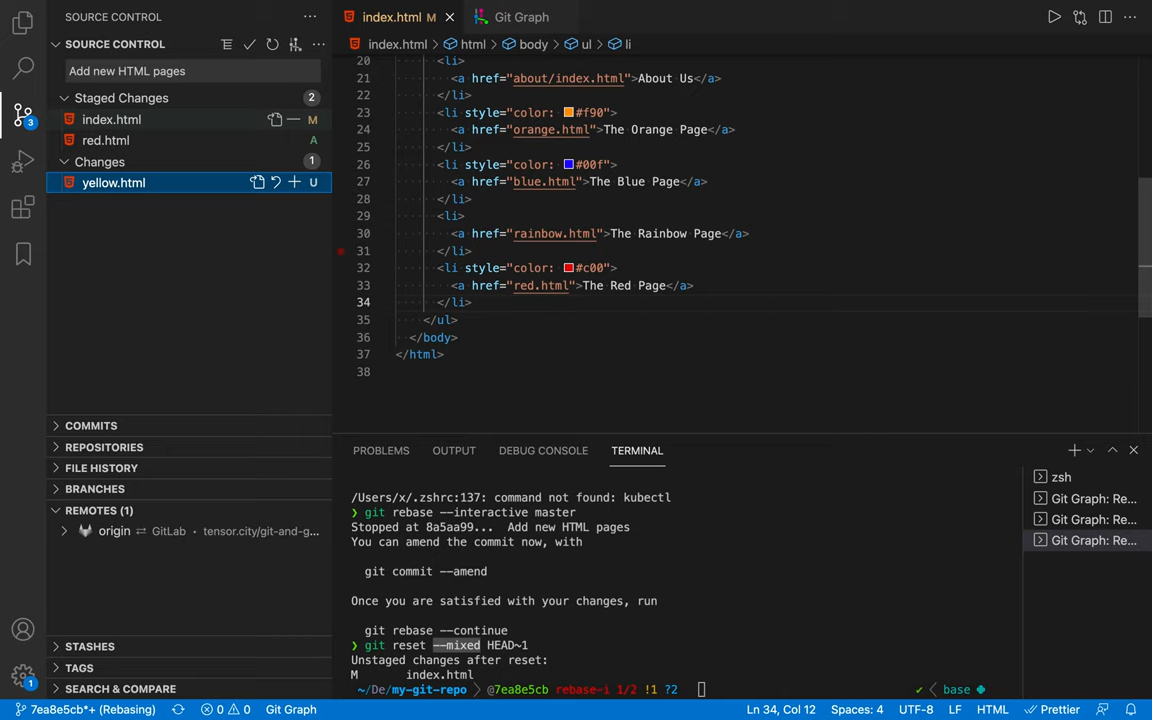 SOURCE CONTROL
SOURCE CONTROL
Add new HTML pages
Staged Changes 2
index.html M
red.html A
Changes 1
yellow.html U
3
COMMITS
REPOSITORIES
FILE HISTORY
BRANCHES
REMOTES (1)
origin ⇄ GitLab • tensor.city/git-and-g...
STASHES
TAGS
SEARCH & COMPARE
1
index.html M Git Graph
index.html > html > body > ul > li
20 <li>
21 <a href="about/index.html">About Us</a>
22 </li>
23 <li style="color: #f90">
24 <a href="orange.html">The Orange Page</a>
25 </li>
26 <li style="color: #00f">
27 <a href="blue.html">The Blue Page</a>
28 </li>
29 <li>
30 <a href="rainbow.html">The Rainbow Page</a>
31 </li>
32 <li style="color: #c00">
33 <a href="red.html">The Red Page</a>
34 </li>
35 </ul>
36 </body>
37 </html>
38
PROBLEMS OUTPUT DEBUG CONSOLE TERMINAL
/Users/x/.zshrc:137: command not found: kubectl
❯ git rebase --interactive master
Stopped at 8a5aa99... Add new HTML pages
You can amend the commit now, with
git commit --amend
Once you are satisfied with your changes, run
git rebase --continue
❯ git reset --mixed HEAD~1
Unstaged changes after reset:
M index.html
~/De/my-git-repo @7ea8e5cb rebase-i 1/2 !1 ?2 ✓ base
zsh
Git Graph: Re...
Git Graph: Re...
Git Graph: Re...
7ea8e5cb*+ (Rebasing) 0 0 Git Graph Ln 34, Col 12 Spaces: 4 UTF-8 LF HTML Prettier